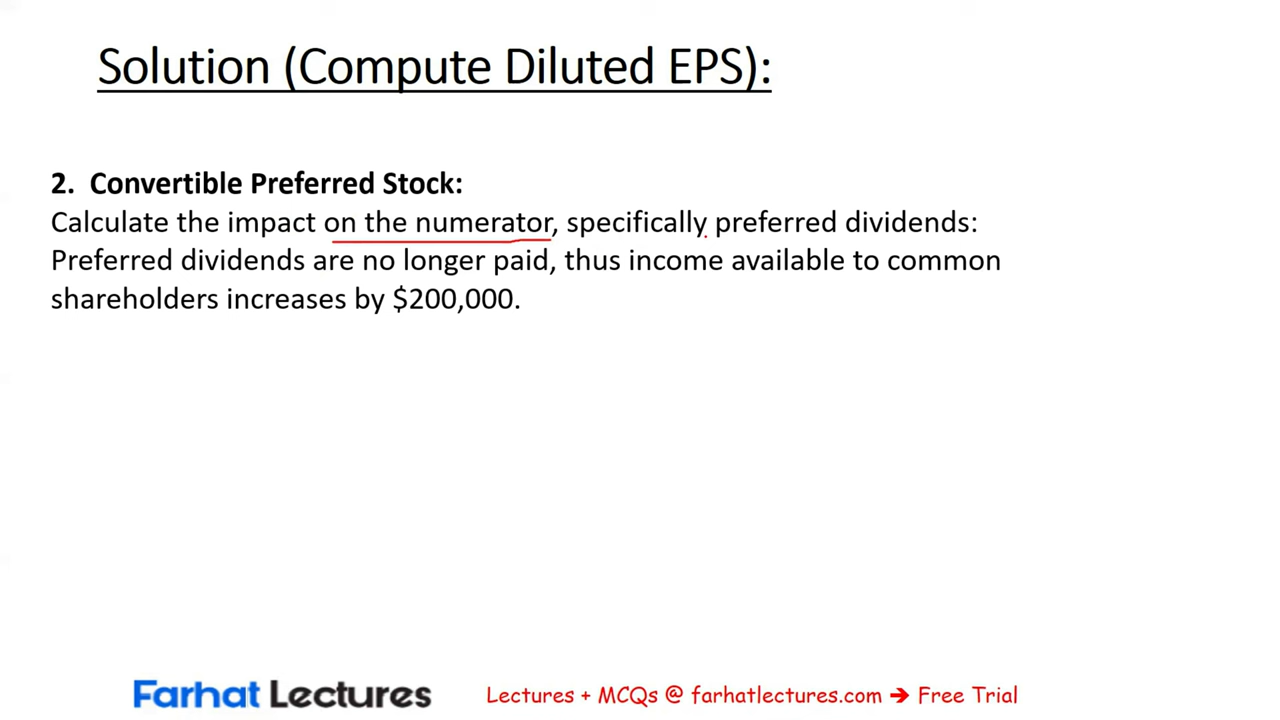 Solution (Compute Diluted EPS):
2. Convertible Preferred Stock:
Calculate the impact on the numerator, specifically preferred dividends:
Preferred dividends are no longer paid, thus income available to common
shareholders increases by $200,000.
Farhat Lectures
Lectures + MCQs @ farhatlectures.com → Free Trial